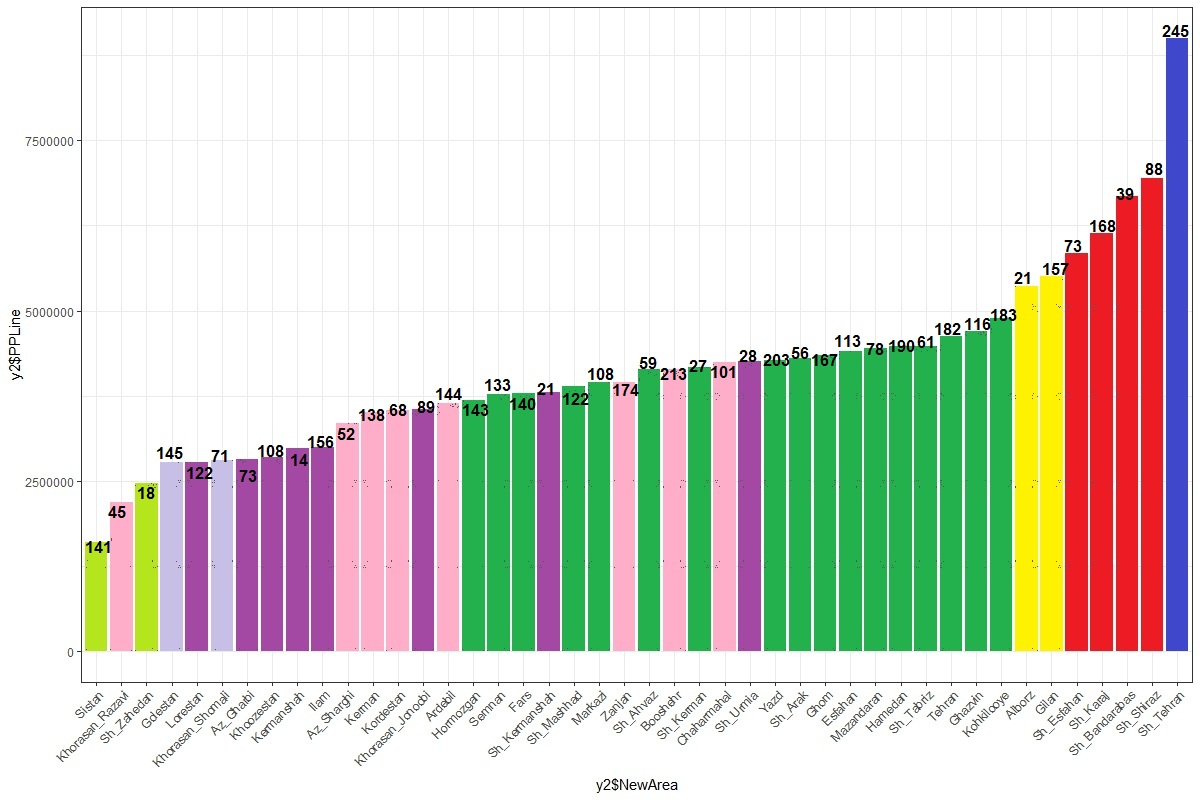 245
88
39
168
73
157
21
183
116
182
61
190
78
113
167
56
203
28
101
27
213
59
174
108
122
21
140
133
143
144
89
68
138
52
156
14
108
73
71
122
145
18
45
141
7500000
5000000
2500000
0
y2$PPLine
Sistan
Khorasan_Razavi
Sh_Zahedan
Golestan
Lorestan
Khorasan_Shomali
Az_Gharbi
Khoozestan
Kermanshah
Ilam
Az_Sharghi
Kerman
Kordestan
Khorasan_Jonobi
Ardebil
Hormozgan
Semnan
Fars
Sh_Kermanshah
Sh_Mashhad
Markazi
Zanjan
Sh_Ahvaz
Booshehr
Sh_Kerman
Chaharmahal
Sh_Urmia
Yazd
Sh_Arak
Ghom
Esfahan
Mazandaran
Hamedan
Sh_Tabriz
Tehran
Ghazvin
Kohkilooye
Alborz
Gilan
Sh_Esfahan
Sh_Karaj
Sh_Bandarabas
Sh_Shiraz
Sh_Tehran
y2$NewArea